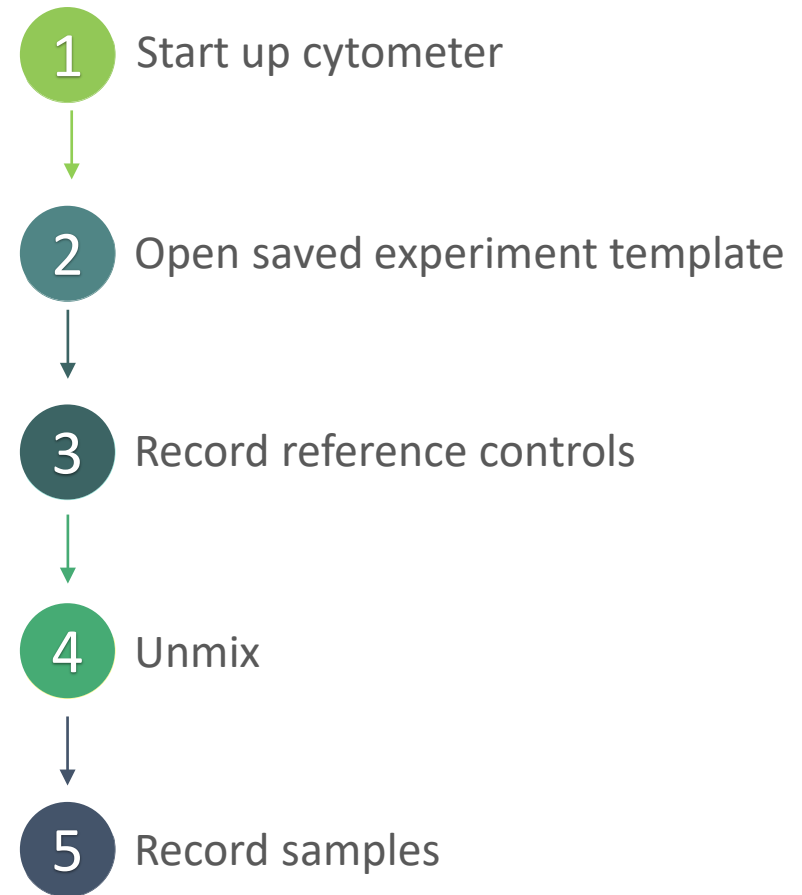 1 Start up cytometer
2 Open saved experiment template
3 Record reference controls
4 Unmix
5 Record samples